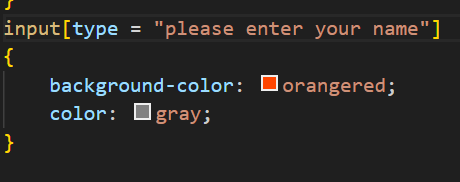 }
input[type = "please enter your name"]
{
background-color: orangered;
color: gray;
}